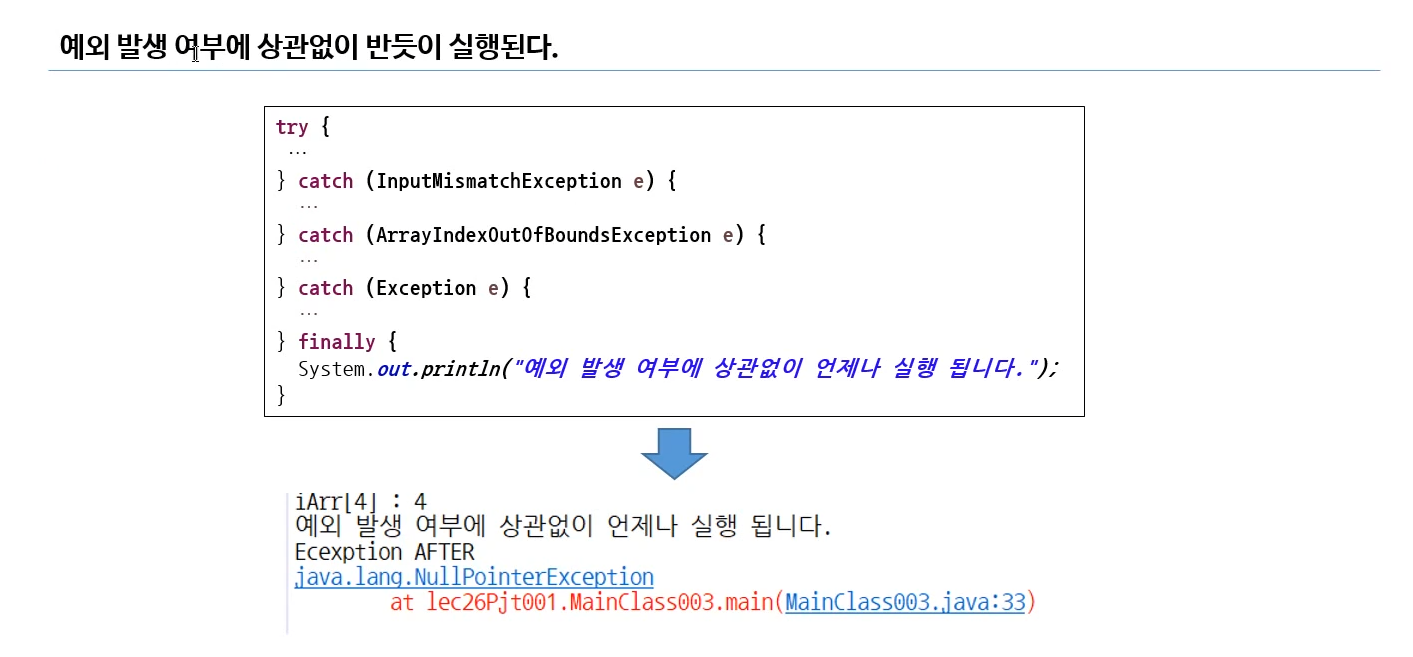 예외 발생 여부에 상관없이 반듯이 실행된다.
try {
...
} catch (InputMismatchException e) {
...
} catch (ArrayIndexOutOfBoundsException e) {
...
} catch (Exception e) {
...
} finally {
System.out.println("예외 발생 여부에 상관없이 언제나 실행 됩니다.");
}
iArr[4] : 4
예외 발생 여부에 상관없이 언제나 실행 됩니다.
Ecexption AFTER
java.lang.NullPointerException
at lec26Pjt001.MainClass003.main(MainClass003.java:33)